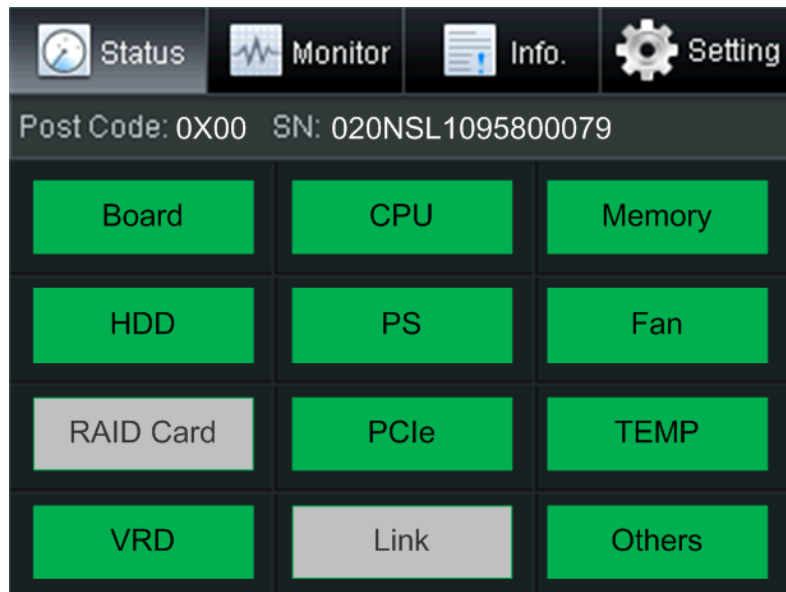 Status Monitor Info. Setting
Post Code: 0X00 SN: 020NSL1095800079
Board CPU Memory
HDD PS Fan
RAID Card PCIe TEMP
VRD Link Others